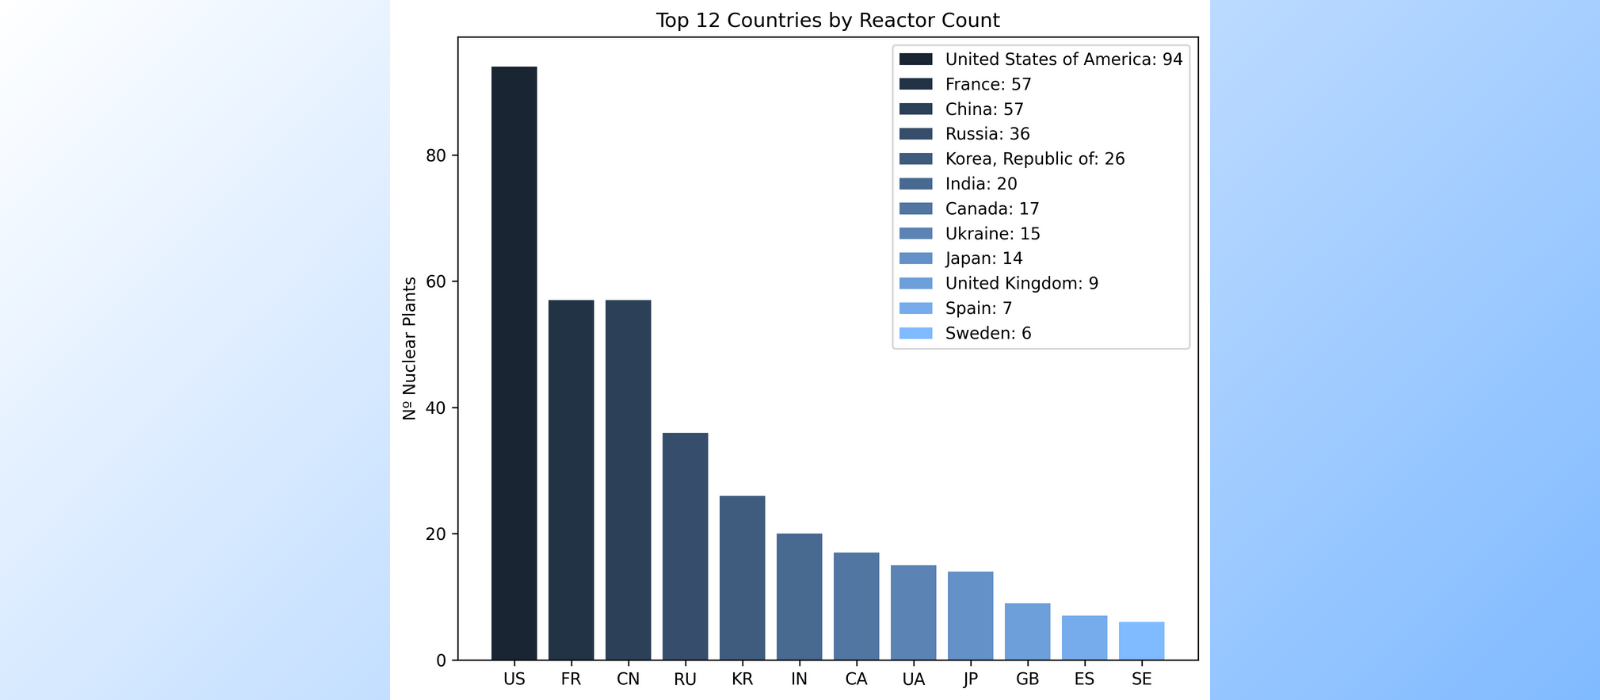 Top 12 Countries by Reactor Count
United States of America: 94
France: 57
China: 57
Russia: 36
Korea, Republic of: 26
India: 20
Canada: 17
Ukraine: 15
Japan: 14
United Kingdom: 9
Spain: 7
Sweden: 6
Nº Nuclear Plants
80
60
40
20
0
US FR CN RU KR IN CA UA JP GB ES SE